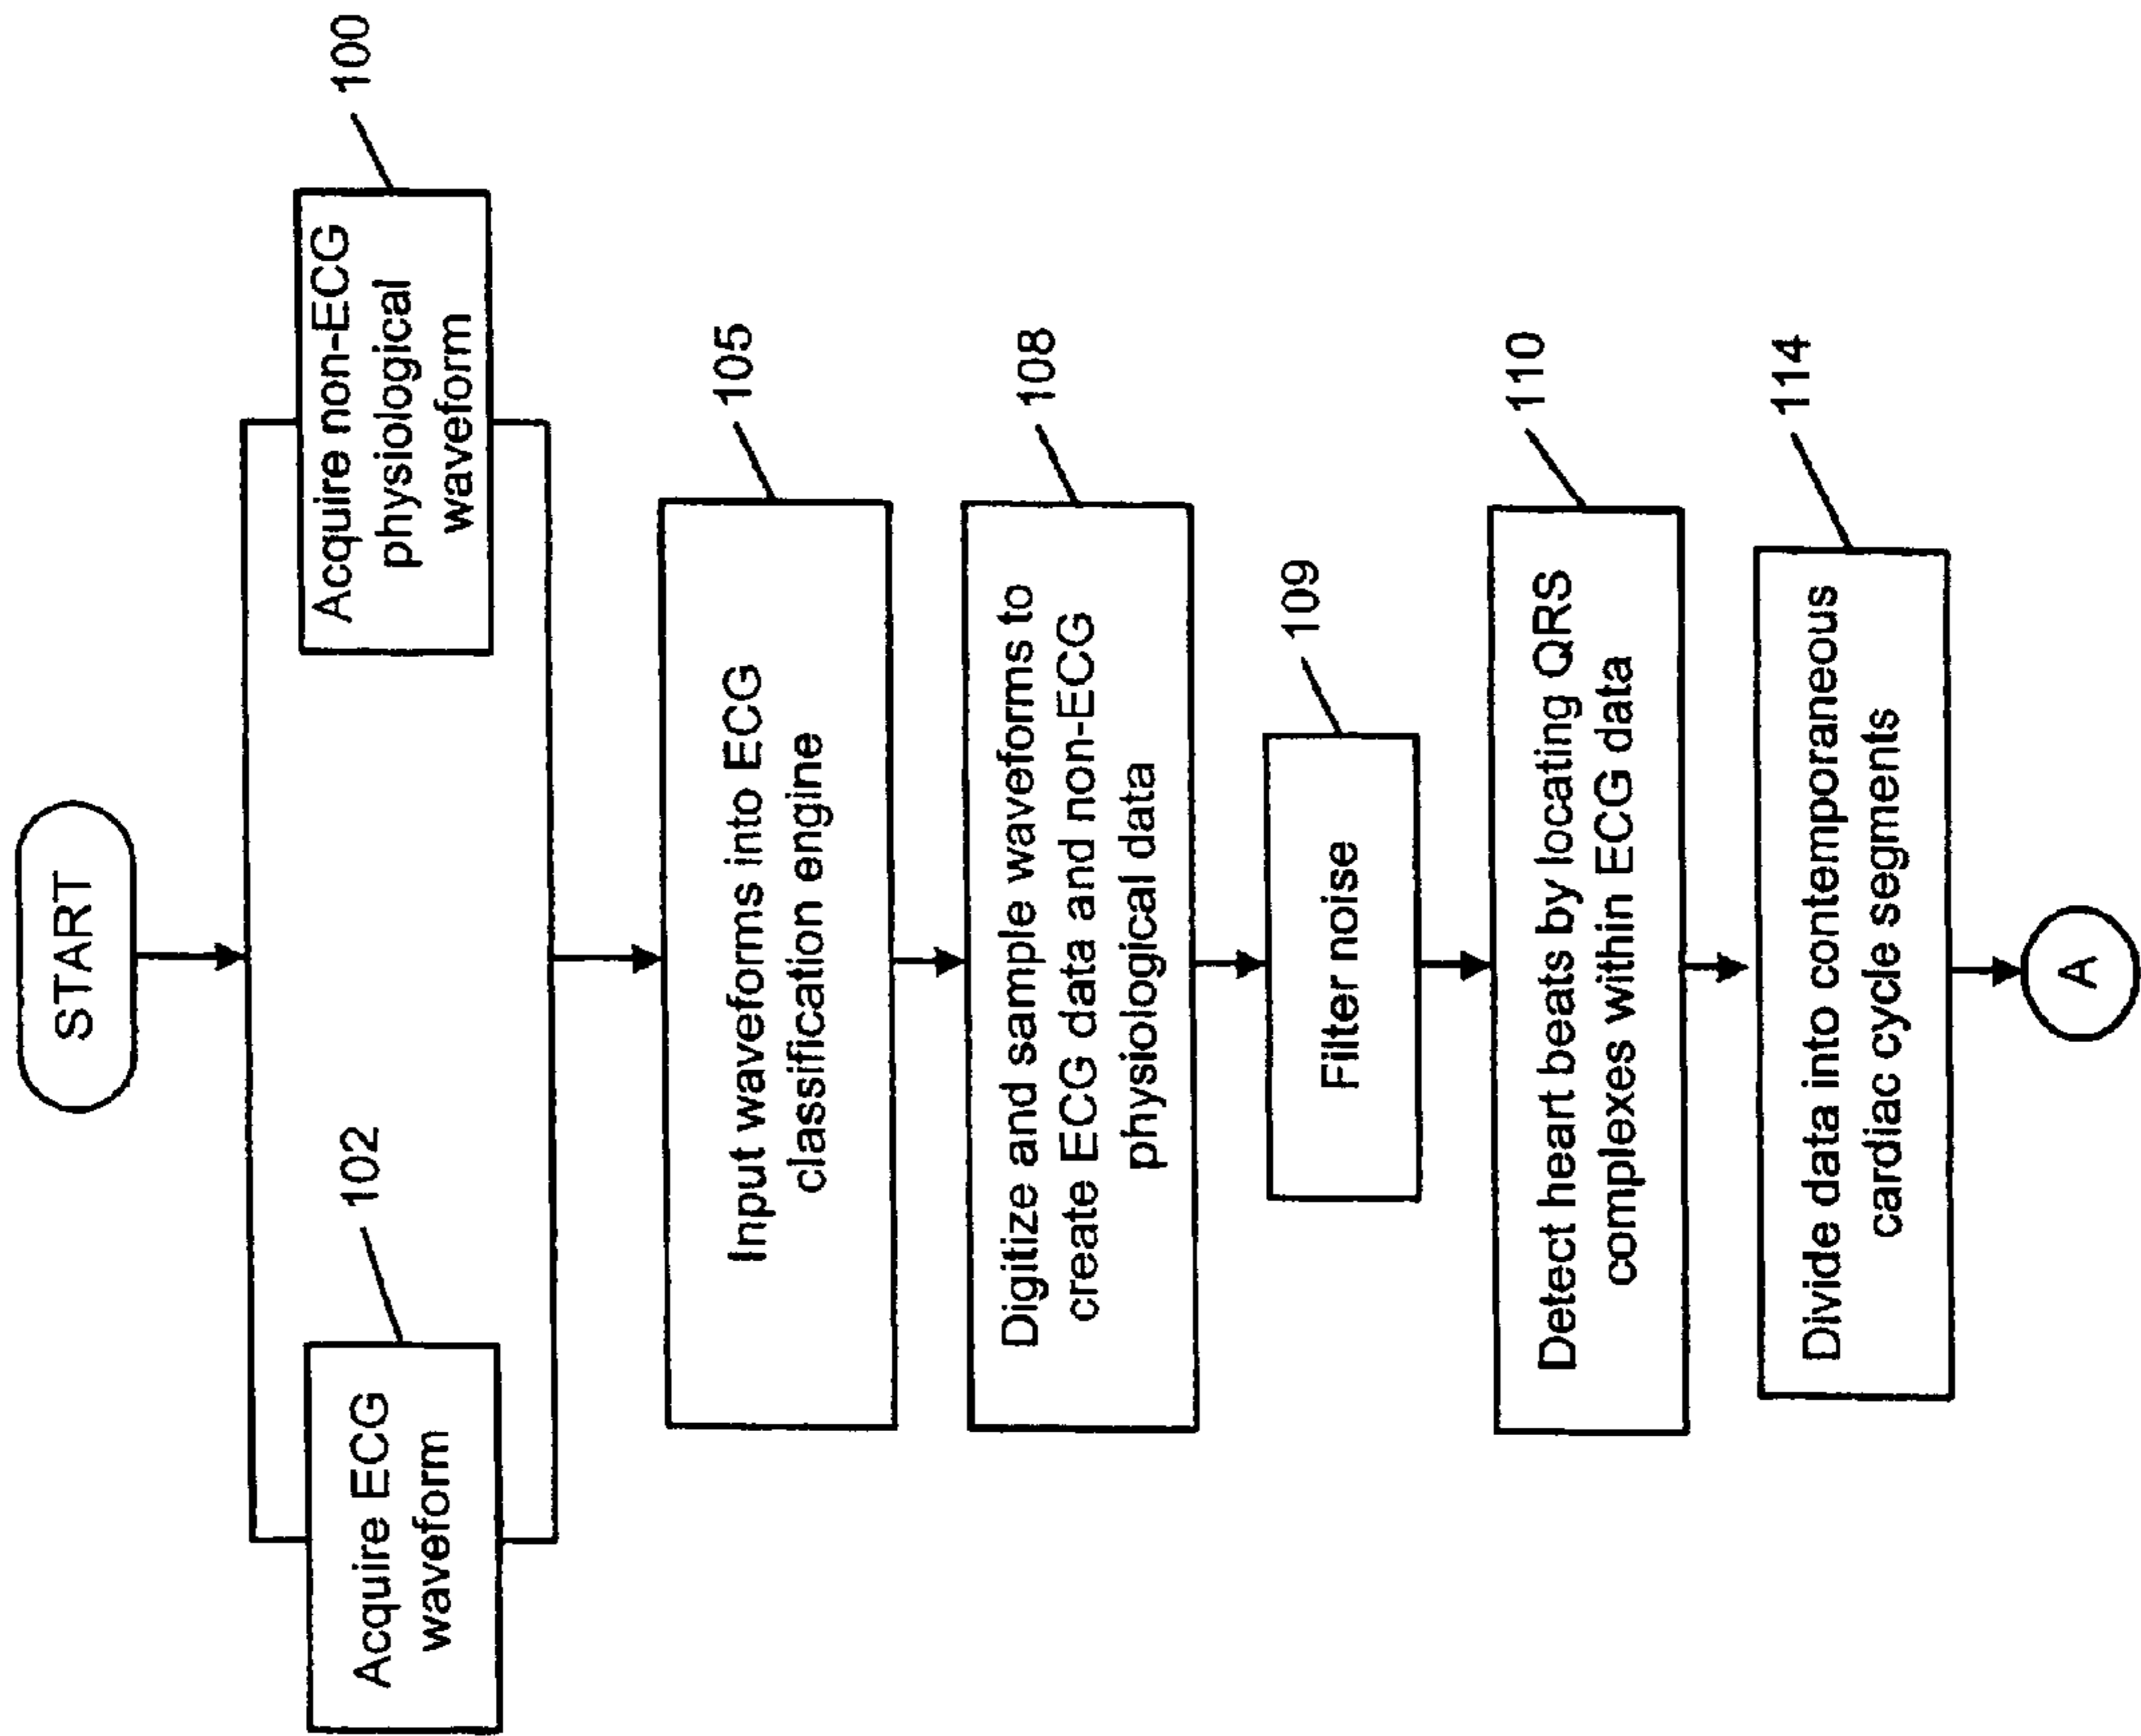 START
102
Acquire ECG
waveform
100
Acquire non-ECG
physiological
waveform
105
Input waveforms into ECG
classification engine
108
Digitize and sample waveforms to
create ECG data and non-ECG
physiological data
109
Filter noise
110
Detect heart beats by locating QRS
complexes within ECG data
114
Divide data into contemporaneous
cardiac cycle segments
A